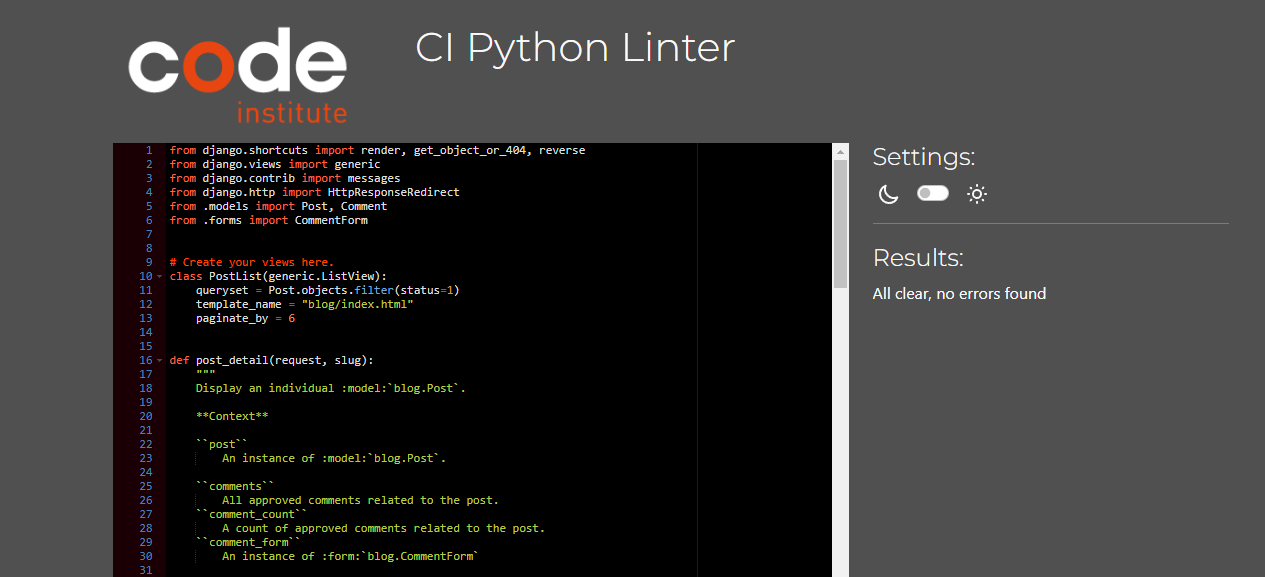 code
institute
CI Python Linter
1 from django.shortcuts import render, get_object_or_404, reverse
2 from django.views import generic
3 from django.contrib import messages
4 from django.http import HttpResponseRedirect
5 from .models import Post, Comment
6 from .forms import CommentForm
7
8
9 # Create your views here.
10 class PostList(generic.ListView):
11     queryset = Post.objects.filter(status=1)
12     template_name = "blog/index.html"
13     paginate_by = 6
14
15
16 def post_detail(request, slug):
17     """
18     Display an individual :model:`blog.Post`.
19
20     **Context**
21
22     ``post``
23         An instance of :model:`blog.Post`.
24
25     ``comments``
26         All approved comments related to the post.
27     ``comment_count``
28         A count of approved comments related to the post.
29     ``comment_form``
30         An instance of :form:`blog.CommentForm`
31
Settings:
Results:
All clear, no errors found